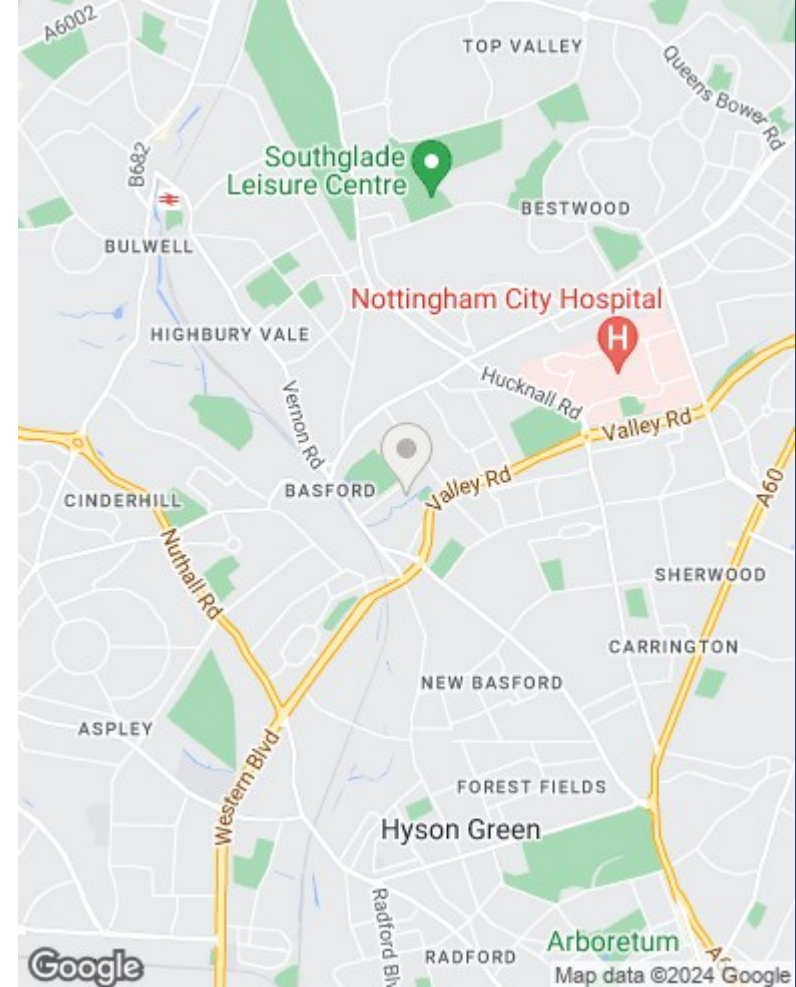 A6002
TOP VALLEY
Queens Bower Rd
B682
Southglade
Leisure Centre
BESTWOOD
BULWELL
Nottingham City Hospital
H
HIGHBURY VALE
Hucknall Rd
Vernon Rd
Valley Rd
BASFORD
Valley Rd
A60
CINDERHILL
Nuthall Rd
SHERWOOD
CARRINGTON
NEW BASFORD
ASPLEY
Western Blvd
FOREST FIELDS
Hyson Green
Radford Blv
Arboretum
RADFORD
Google
Map data ©2024 Google